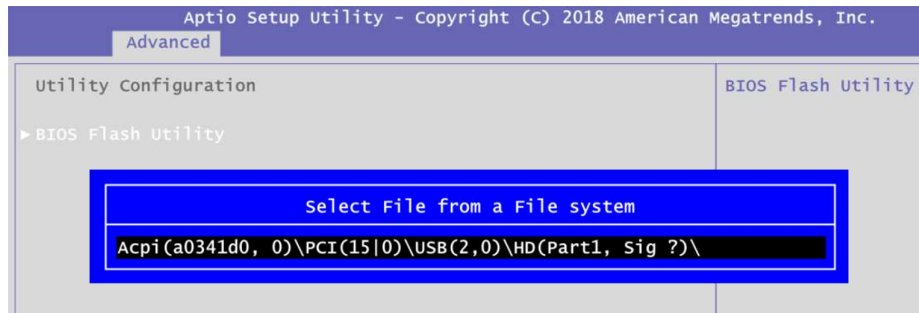 Aptio Setup Utility - Copyright (C) 2018 American Megatrends, Inc.
Advanced
Utility Configuration
BIOS Flash Utility
►BIOS Flash Utility
Select File from a File system
Acpi(a0341d0, 0)\PCI(15|0)\USB(2,0)\HD(Part1, Sig ?)\